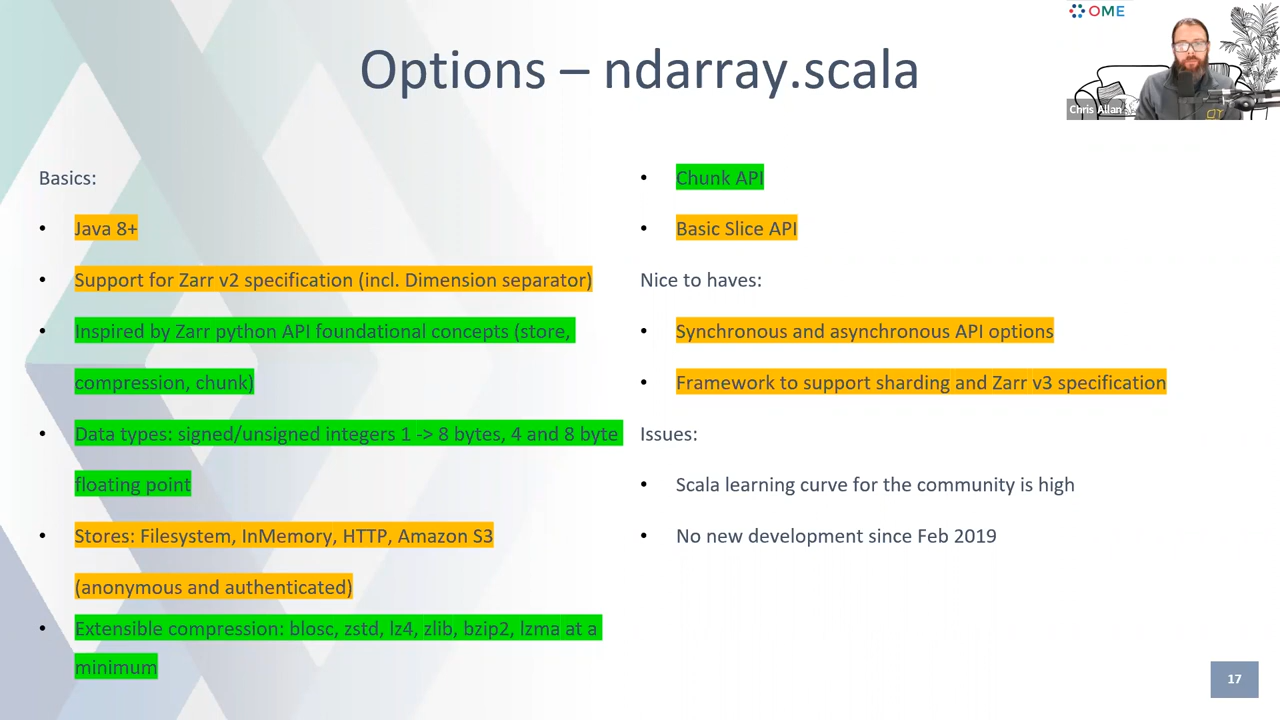 OME
Chris Allan
Options – ndarray.scala
Basics:
• Java 8+
• Support for Zarr v2 specification (incl. Dimension separator)
• Inspired by Zarr python API foundational concepts (store,
compression, chunk)
• Data types: signed/unsigned integers 1 -> 8 bytes, 4 and 8 byte
floating point
• Stores: Filesystem, InMemory, HTTP, Amazon S3
(anonymous and authenticated)
• Extensible compression: blosc, zstd, lz4, zlib, bzip2, lzma at a
minimum
• Chunk API
• Basic Slice API
Nice to haves:
• Synchronous and asynchronous API options
• Framework to support sharding and Zarr v3 specification
Issues:
• Scala learning curve for the community is high
• No new development since Feb 2019
17